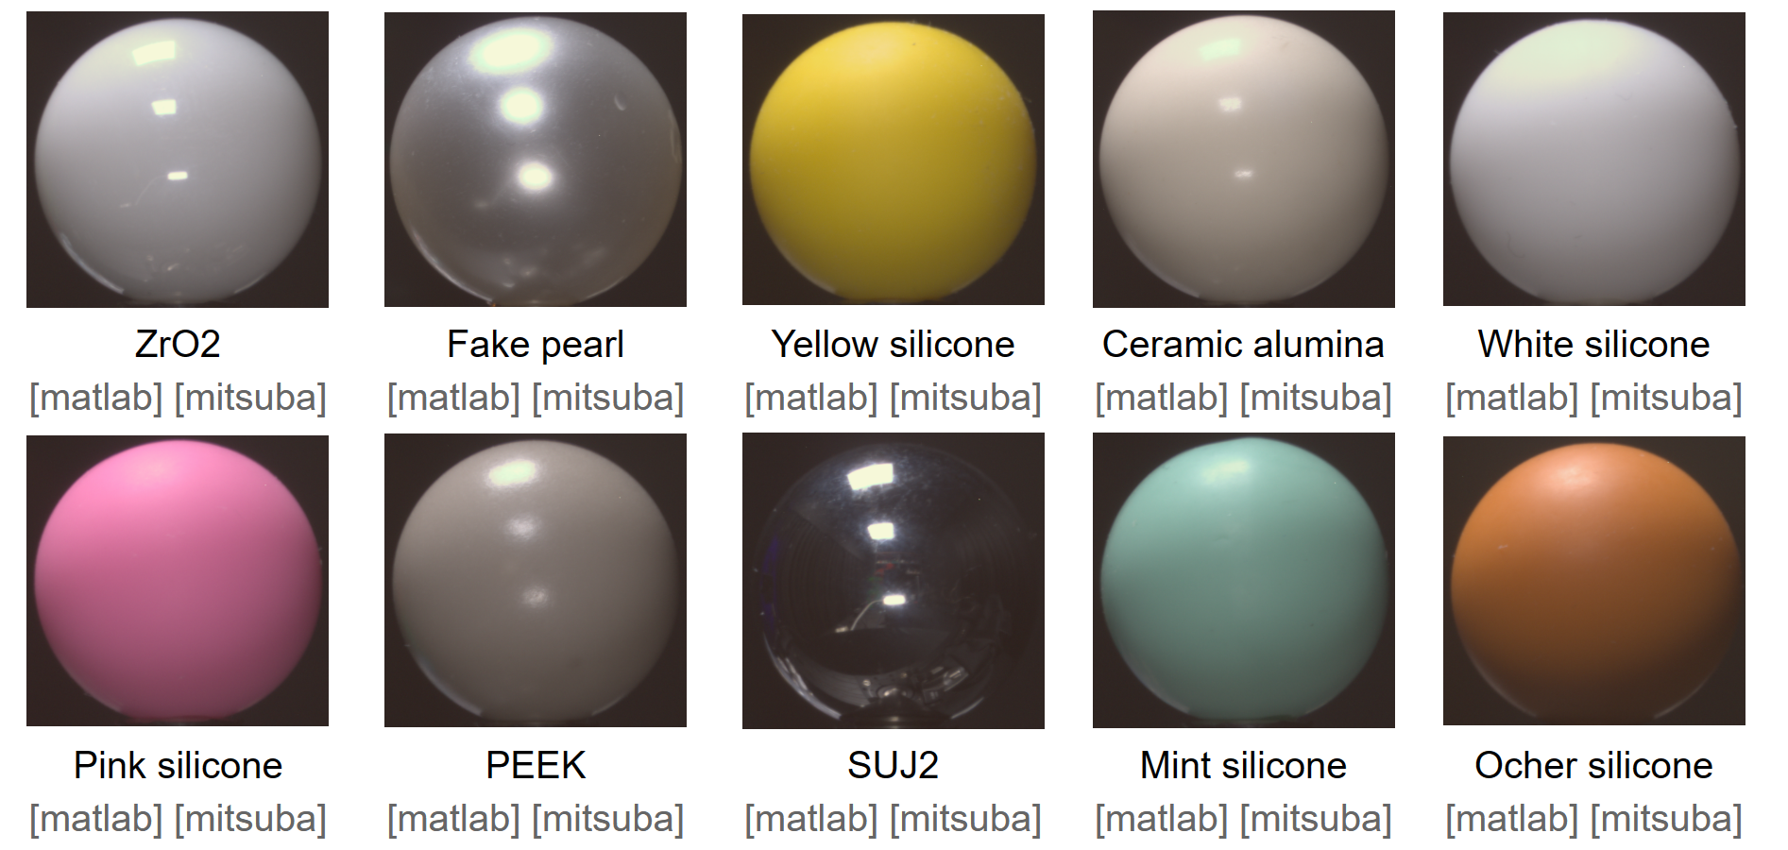 ZrO2 Fake pearl Yellow silicone Ceramic alumina White silicone
[matlab] [mitsuba] [matlab] [mitsuba] [matlab] [mitsuba] [matlab] [mitsuba] [matlab] [mitsuba]
Pink silicone PEEK SUJ2 Mint silicone Ocher silicone
[matlab] [mitsuba] [matlab] [mitsuba] [matlab] [mitsuba] [matlab] [mitsuba] [matlab] [mitsuba]